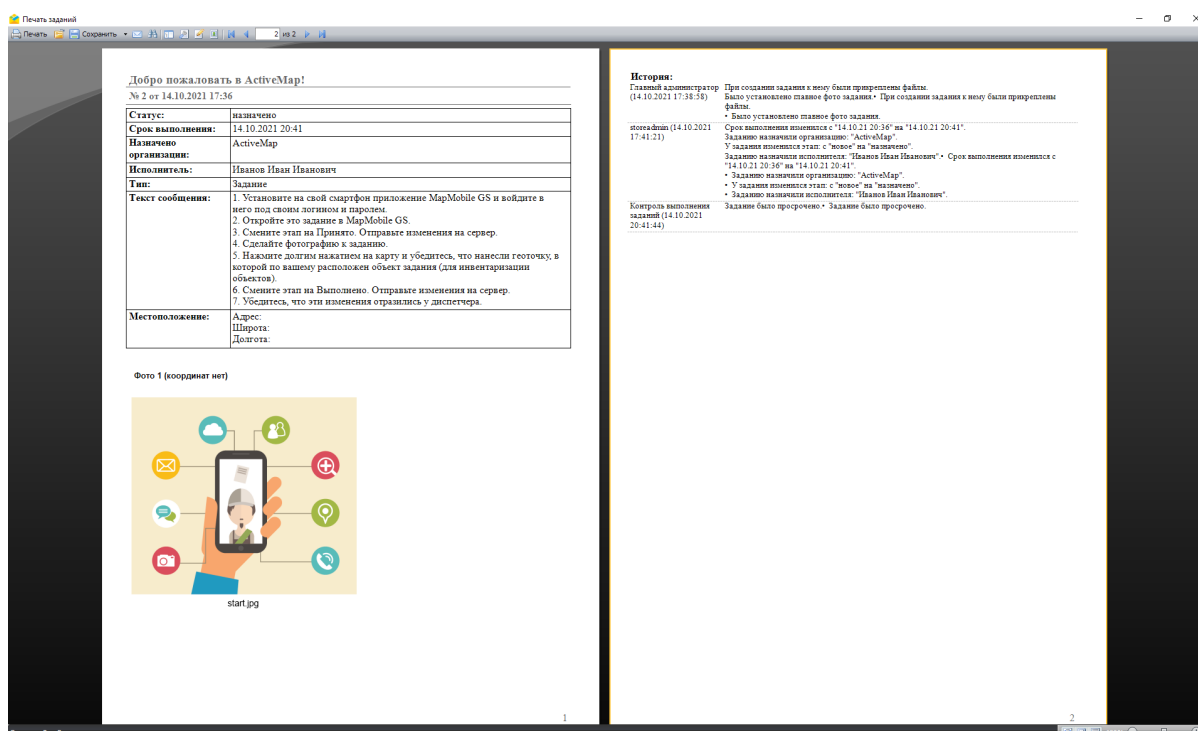 Печать заданий
Печать Сохранить 2 из 2
Добро пожаловать в ActiveMap!
№ 2 от 14.10.2021 17:36
Статус: назначено
Срок выполнения: 14.10.2021 20:41
Назначено организации: ActiveMap
Исполнитель: Иванов Иван Иванович
Тип: Задание
Текст сообщения: 1. Установите на свой смартфон приложение MapMobile GS и войдите в
него под своим логином и паролем.
2. Откройте это задание в MapMobile GS.
3. Смените этап на Принято. Отправьте изменения на сервер.
4. Сделайте фотографию к заданию.
5. Нажмите долгим нажатием на карту и убедитесь, что нанесли геоточку, в
которой по вашему расположен объект задания (для инвентаризации
объектов).
6. Смените этап на Выполнено. Отправьте изменения на сервер.
7. Убедитесь, что эти изменения отразились у диспетчера.
Местоположение: Адрес:
Широта:
Долгота:
Фото 1 (координат нет)
start.jpg
1
История:
Главный администратор (14.10.2021 17:38:58) При создании задания к нему были прикреплены файлы.
Было установлено главное фото задания.• При создании задания к нему были прикреплены
файлы.
• Было установлено главное фото задания.
storeadmin (14.10.2021 17:41:21) Срок выполнения изменился с "14.10.21 20:36" на "14.10.21 20:41".
Заданию назначили организацию: "ActiveMap".
У задания изменился этап: с "новое" на "назначено".
Заданию назначили исполнителя: "Иванов Иван Иванович".• Срок выполнения изменился с
"14.10.21 20:36" на "14.10.21 20:41".
• Заданию назначили организацию: "ActiveMap".
• У задания изменился этап: с "новое" на "назначено".
• Заданию назначили исполнителя: "Иванов Иван Иванович".
Контроль выполнения заданий (14.10.2021 20:41:44) Задание было просрочено.• Задание было просрочено.
2